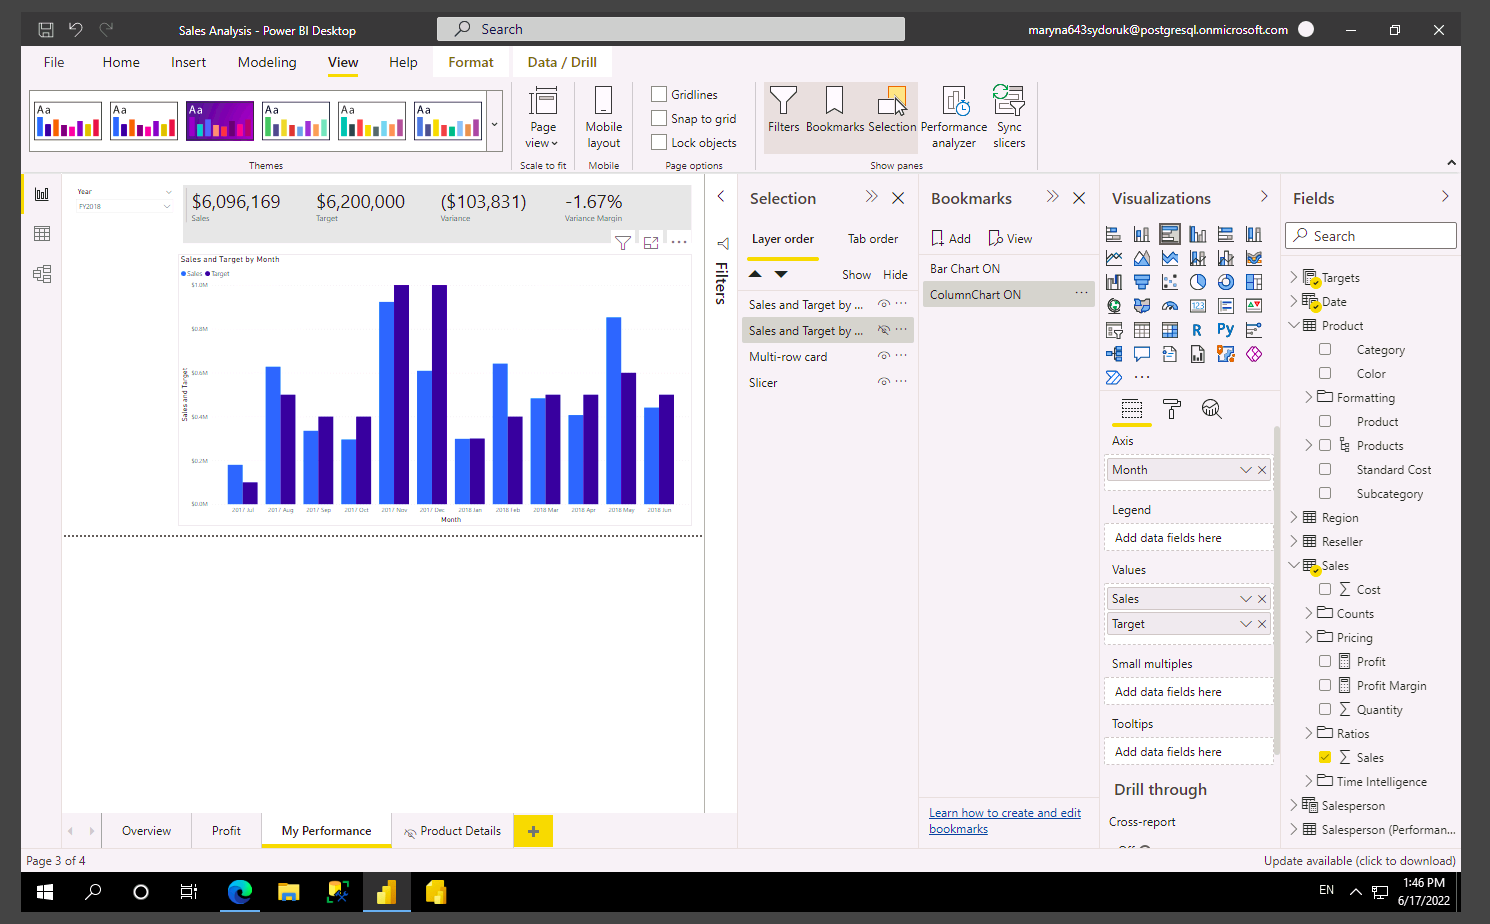 Sales Analysis - Power BI Desktop
Search
maryna643sydoruk@postgresql.onmicrosoft.com
File Home Insert Modeling View Help Format Data / Drill
Aa Aa Aa Aa Aa Aa
Page view
Mobile layout
Gridlines
Snap to grid
Lock objects
Filters Bookmarks Selection Performance analyzer Sync slicers
Themes Scale to fit Mobile Page options Show panes
Year
FY2018
$6,096,169 $6,200,000 ($103,831) -1.67%
Sales Target Variance Variance Margin
Sales and Target by Month
Sales Target
Sales and Target
$1.0M
$0.8M
$0.6M
$0.4M
$0.2M
$0.0M
2017 Jul 2017 Aug 2017 Sep 2017 Oct 2017 Nov 2017 Dec 2018 Jan 2018 Feb 2018 Mar 2018 Apr 2018 May 2018 Jun
Month
Filters
Selection
Layer order Tab order
Show Hide
Sales and Target by ...
Sales and Target by ...
Multi-row card
Slicer
Bookmarks
Add View
Bar Chart ON
ColumnChart ON
Learn how to create and edit
bookmarks
Visualizations
123
R Py
Axis
Month
Legend
Add data fields here
Values
Sales
Target
Small multiples
Add data fields here
Tooltips
Add data fields here
Drill through
Cross-report
Off
Fields
Search
Targets
Date
Product
Category
Color
Formatting
Product
Products
Standard Cost
Subcategory
Region
Reseller
Sales
Cost
Counts
Pricing
Profit
Profit Margin
Quantity
Ratios
Sales
Time Intelligence
Salesperson
Salesperson (Performan...
Overview Profit My Performance Product Details
Page 3 of 4
Update available (click to download)
EN
1:46 PM
6/17/2022